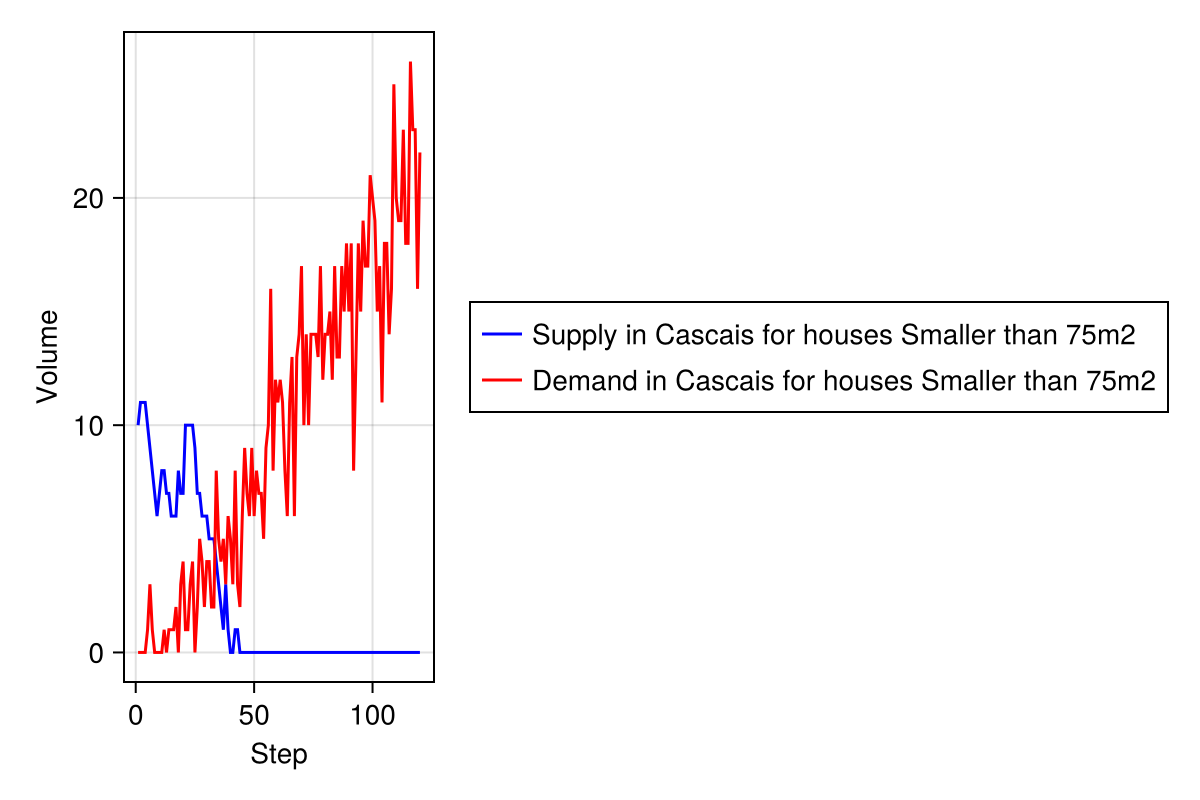 Volume
20
10
0
0 50 100
Step
Supply in Cascais for houses Smaller than 75m2
Demand in Cascais for houses Smaller than 75m2